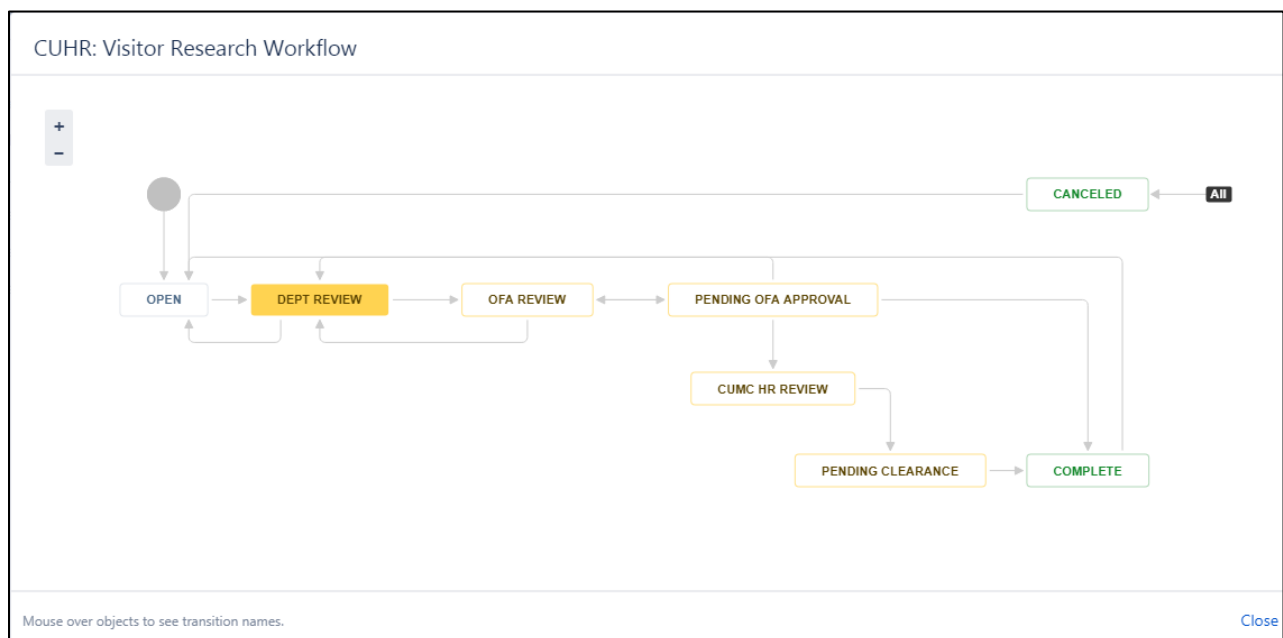 CUHR: Visitor Research Workflow
+
–
CANCELED
All
OPEN
DEPT REVIEW
OFA REVIEW
PENDING OFA APPROVAL
CUMC HR REVIEW
PENDING CLEARANCE
COMPLETE
Mouse over objects to see transition names.
Close